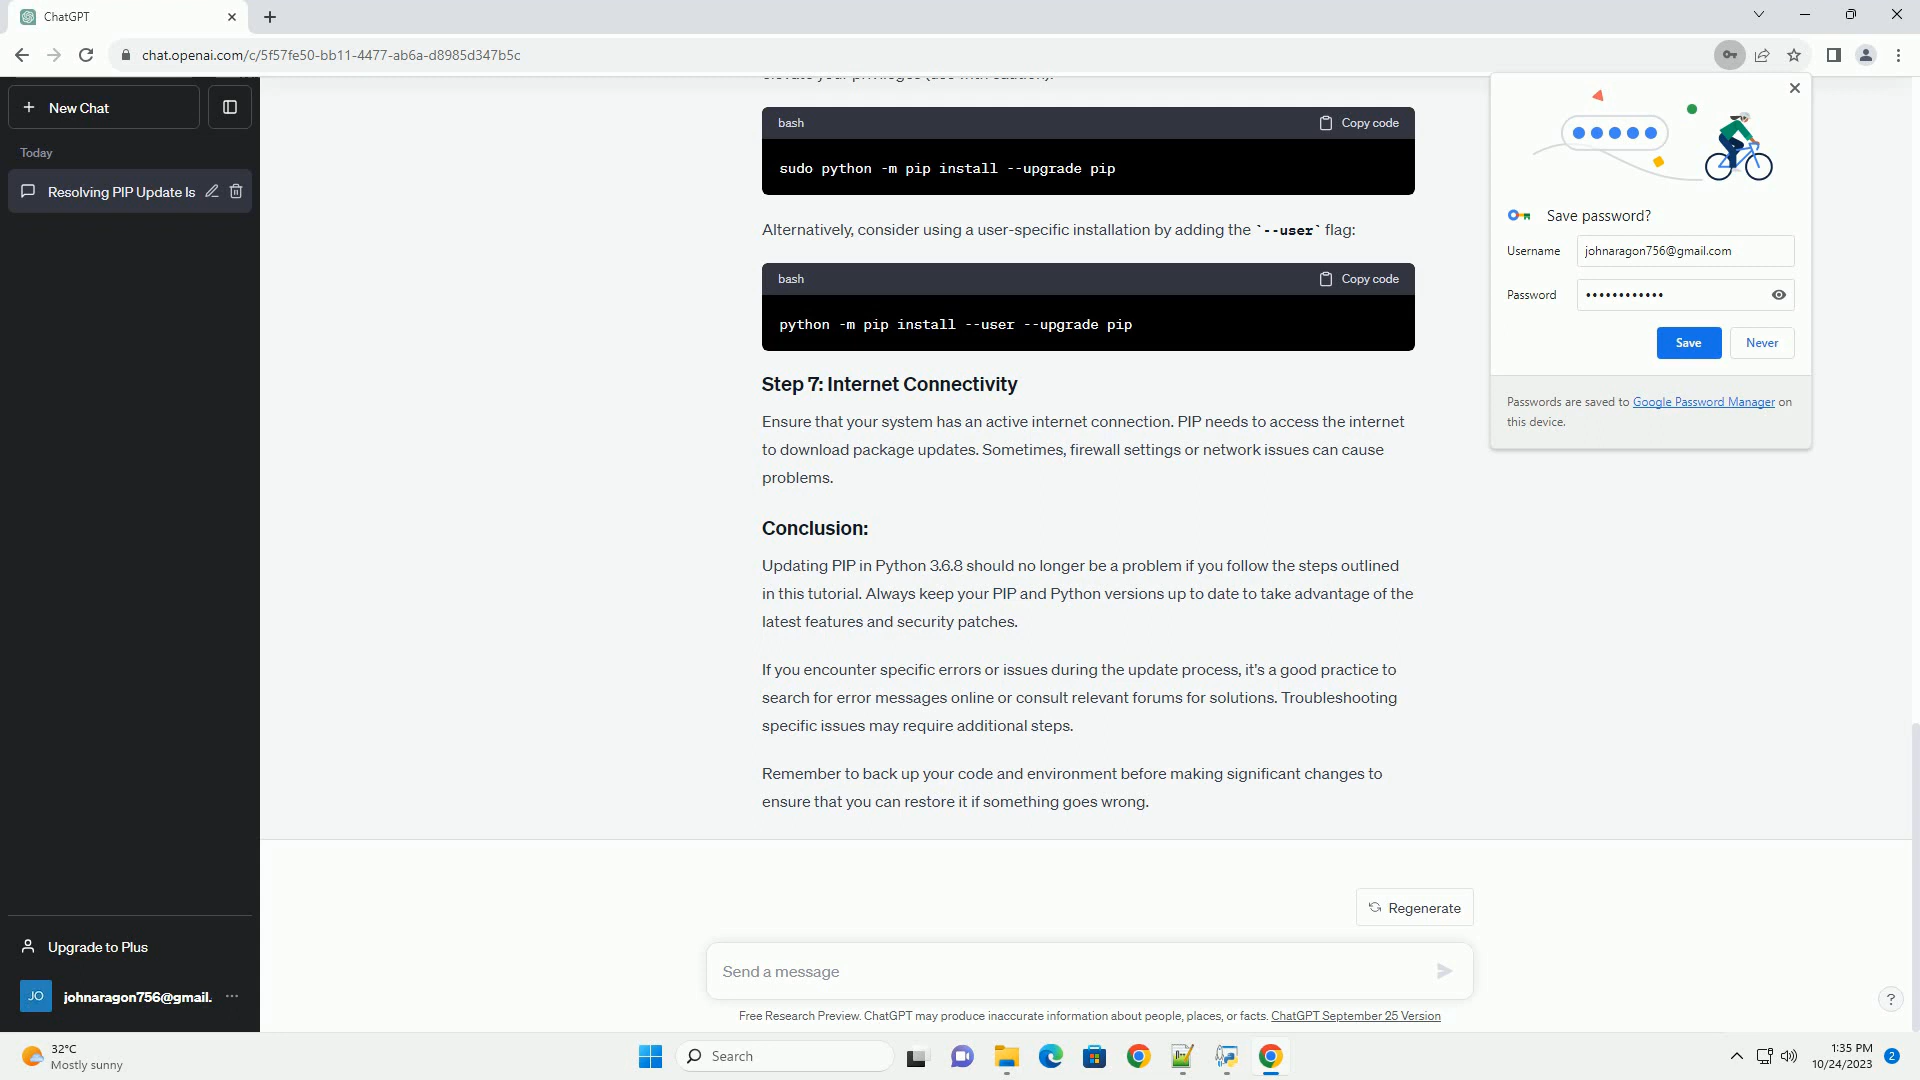 ChatGPT
chat.openai.com/c/5f57fe50-bb11-4477-ab6a-d8985d347b5c
New Chat
Today
Resolving PIP Update Is
bash
Copy code
sudo python -m pip install --upgrade pip
Alternatively, consider using a user-specific installation by adding the `--user` flag:
bash
Copy code
python -m pip install --user --upgrade pip
Step 7: Internet Connectivity
Ensure that your system has an active internet connection. PIP needs to access the internet
to download package updates. Sometimes, firewall settings or network issues can cause
problems.
Conclusion:
Updating PIP in Python 3.6.8 should no longer be a problem if you follow the steps outlined
in this tutorial. Always keep your PIP and Python versions up to date to take advantage of the
latest features and security patches.
If you encounter specific errors or issues during the update process, it's a good practice to
search for error messages online or consult relevant forums for solutions. Troubleshooting
specific issues may require additional steps.
Remember to back up your code and environment before making significant changes to
ensure that you can restore it if something goes wrong.
Save password?
Username
johnaragon756@gmail.com
Password
••••••••••••
Save
Never
Passwords are saved to Google Password Manager on
this device.
Regenerate
Send a message
Free Research Preview. ChatGPT may produce inaccurate information about people, places, or facts. ChatGPT September 25 Version
?
Upgrade to Plus
JO
johnaragon756@gmail.
32°C
Mostly sunny
Search
1:35 PM
10/24/2023
2